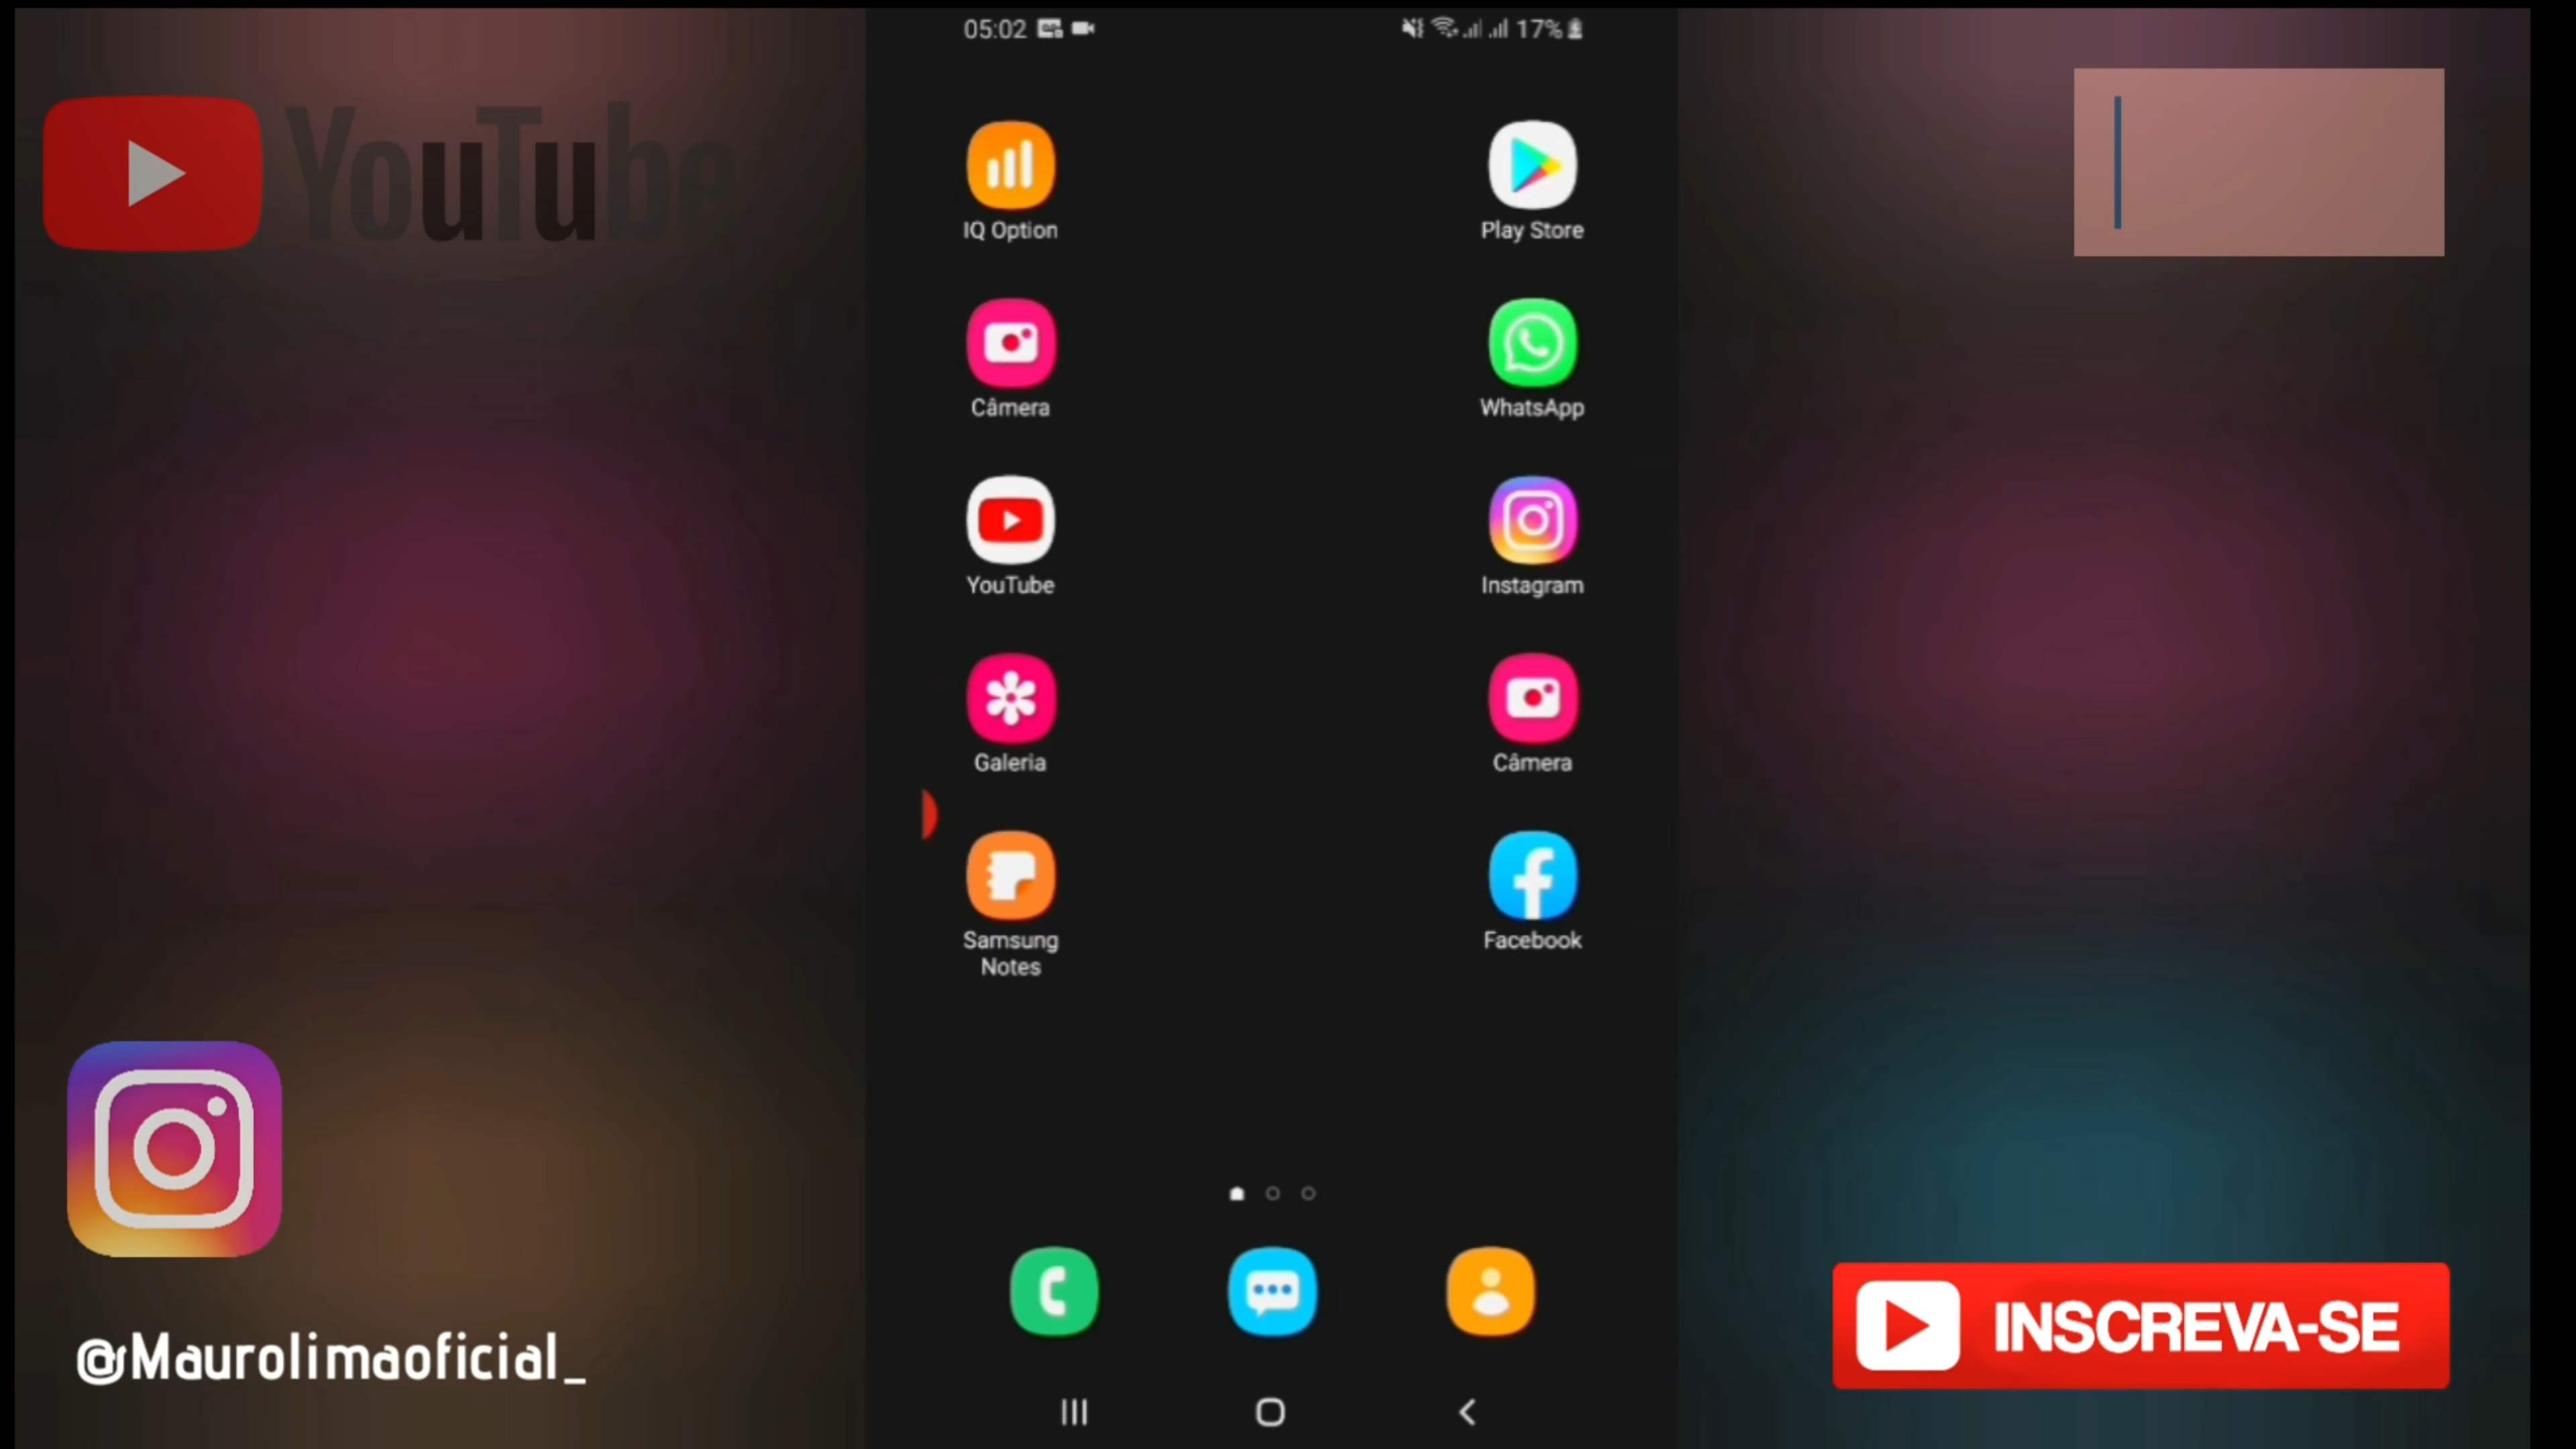 05:02
17%
YouTube
IQ Option
Play Store
Câmera
WhatsApp
YouTube
Instagram
Galeria
Câmera
Samsung
Notes
Facebook
@Maurolimaoficial_
INSCREVA-SE